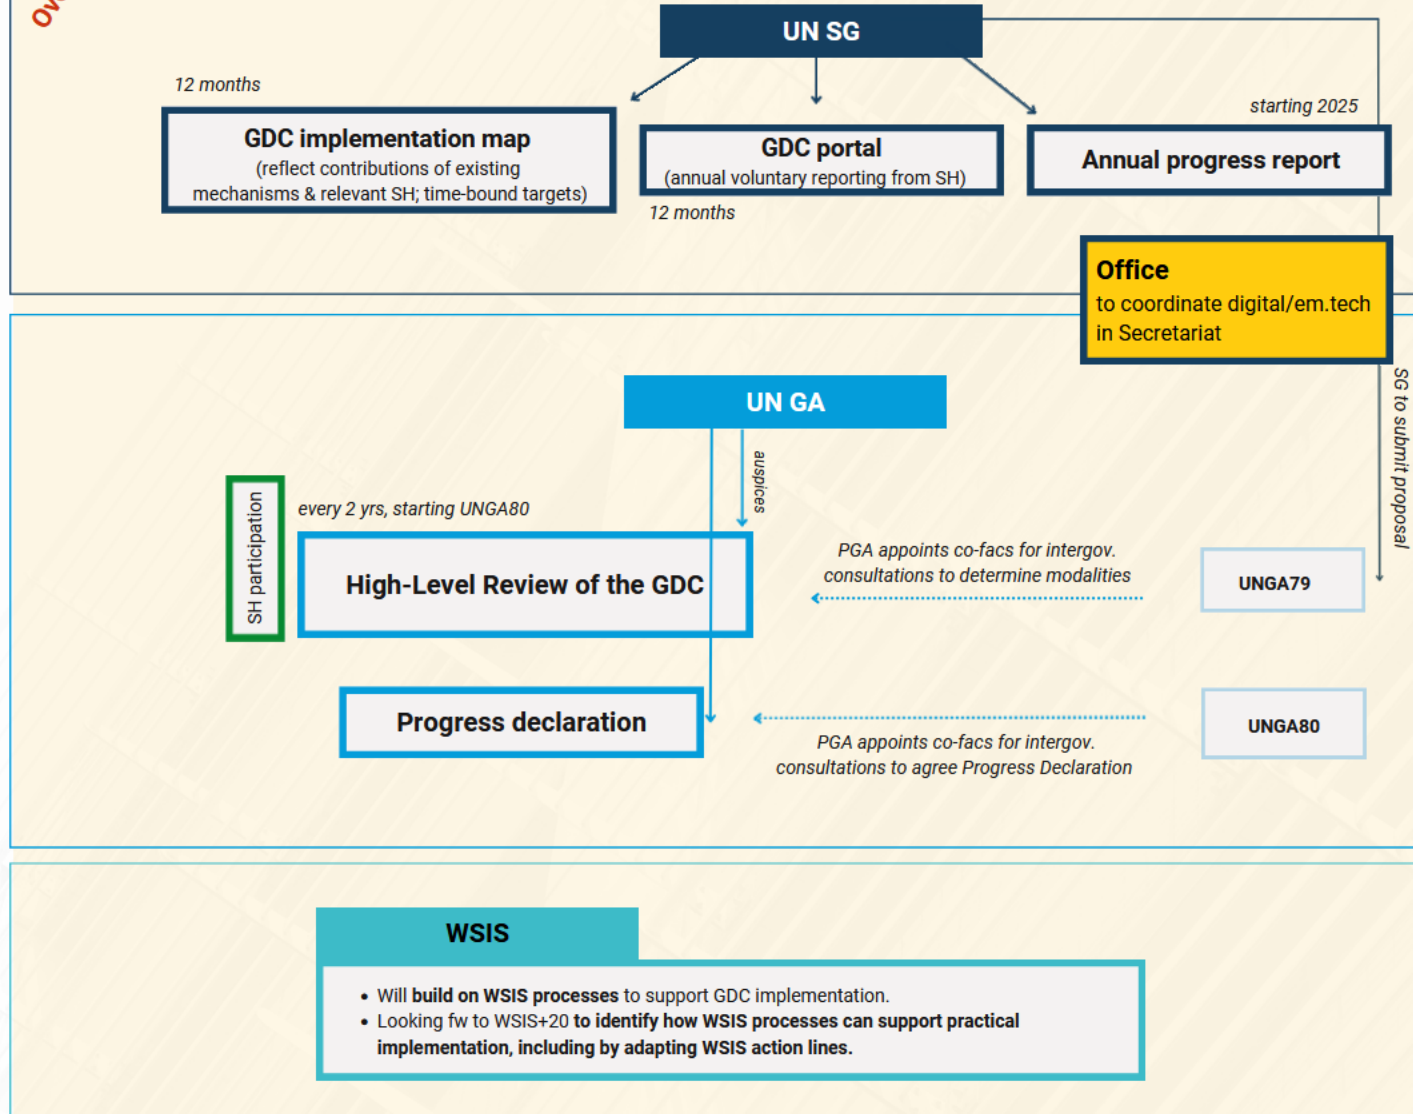 Ov
UN SG
12 months
starting 2025
GDC implementation map
(reflect contributions of existing
mechanisms & relevant SH; time-bound targets)
GDC portal
(annual voluntary reporting from SH)
12 months
Annual progress report
Office
to coordinate digital/em.tech
in Secretariat
SG to submit proposal
UN GA
auspices
SH participation
every 2 yrs, starting UNGA80
High-Level Review of the GDC
PGA appoints co-facs for intergov.
consultations to determine modalities
UNGA79
Progress declaration
PGA appoints co-facs for intergov.
consultations to agree Progress Declaration
UNGA80
WSIS
• Will build on WSIS processes to support GDC implementation.
• Looking fw to WSIS+20 to identify how WSIS processes can support practical
implementation, including by adapting WSIS action lines.